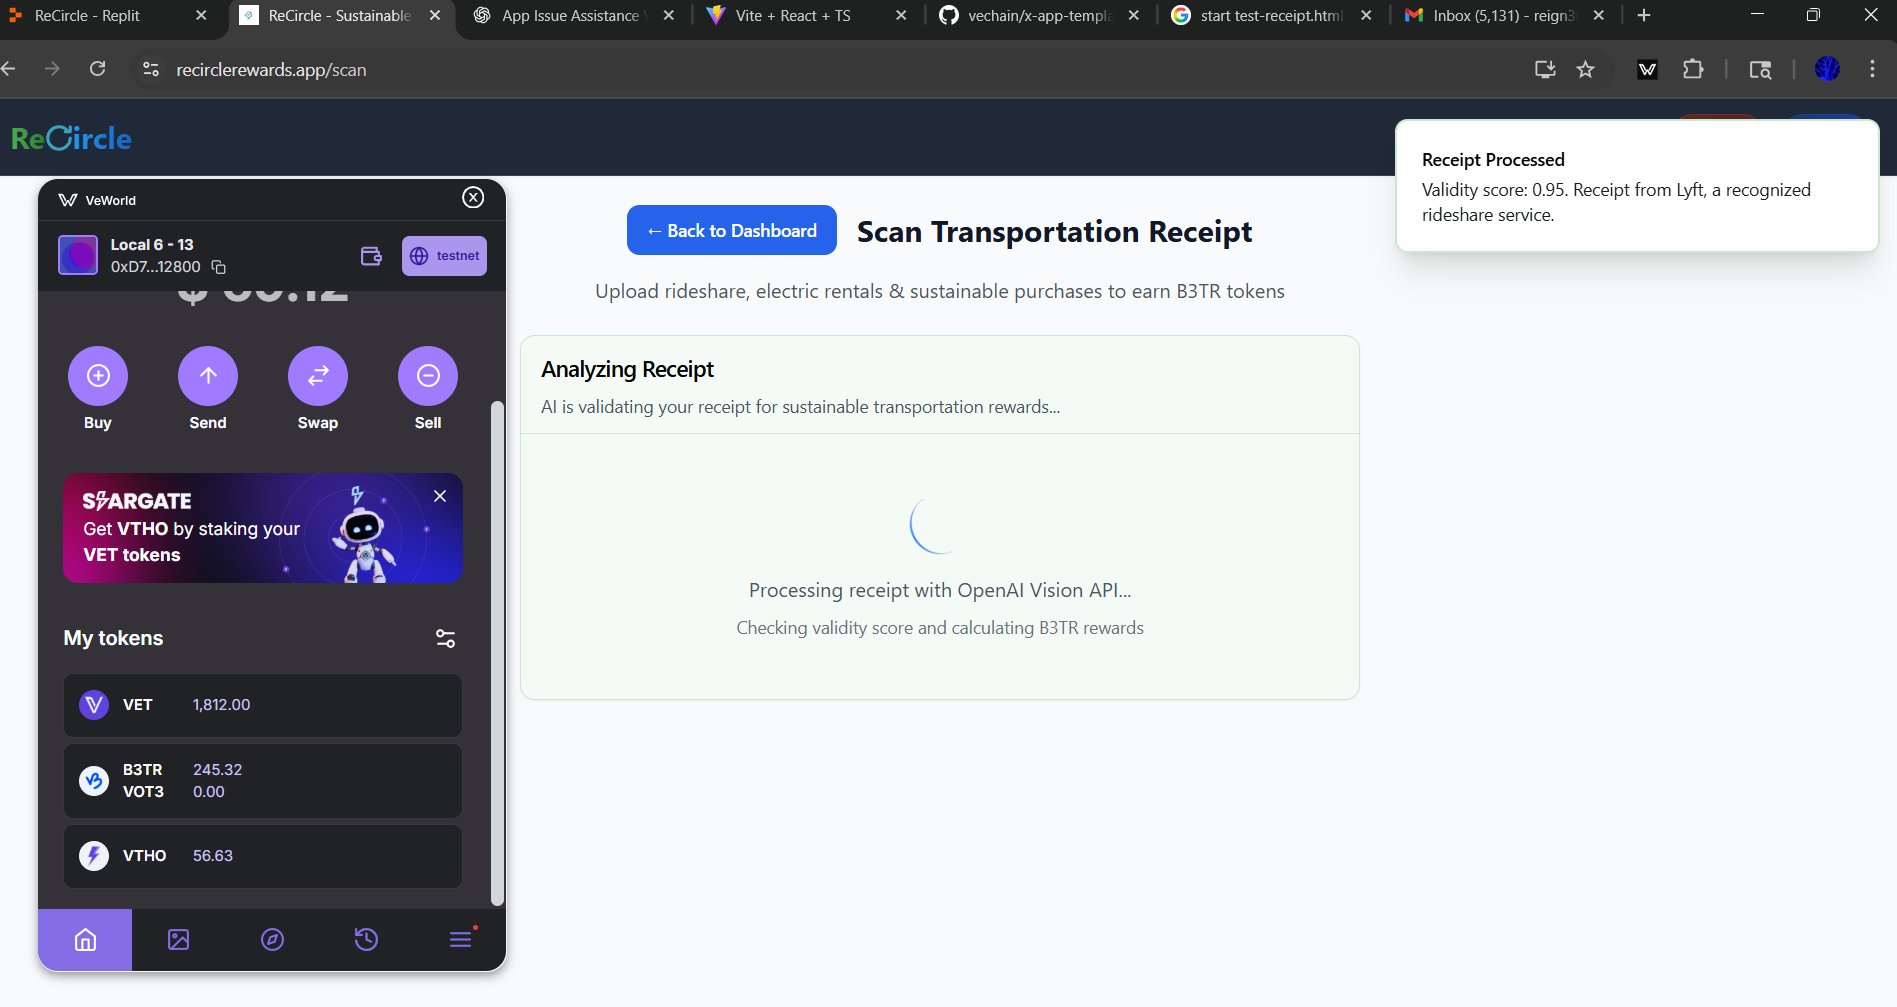 ReCircle - Replit
ReCircle - Sustainable
App Issue Assistance
Vite + React + TS
vechain/x-app-templa
start test-receipt.html
Inbox (5,131) - reign3
recirclerewards.app/scan
ReCircle
Receipt Processed
Validity score: 0.95. Receipt from Lyft, a recognized
rideshare service.
VeWorld
Local 6 - 13
0xD7...12800
testnet
Buy
Send
Swap
Sell
STARGATE
Get VTHO by staking your
VET tokens
My tokens
VET 1,812.00
B3TR 245.32
VOT3 0.00
VTHO 56.63
← Back to Dashboard
Scan Transportation Receipt
Upload rideshare, electric rentals & sustainable purchases to earn B3TR tokens
Analyzing Receipt
AI is validating your receipt for sustainable transportation rewards...
Processing receipt with OpenAI Vision API...
Checking validity score and calculating B3TR rewards